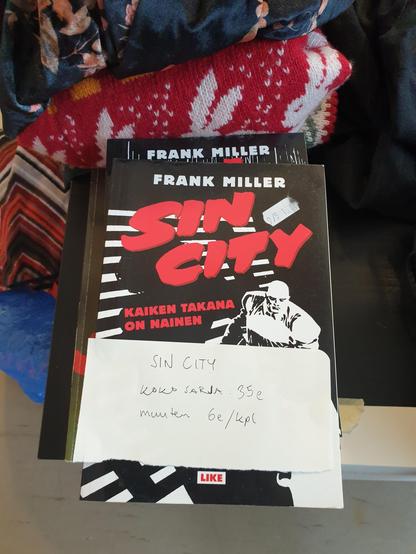 FRANK MILLER
FRANK MILLER
SIN
CITY
KAIKEN TAKANA
ON NAINEN
SIN CITY
KOKO SARJA 35e
muuten 6e/kpl
LIKE